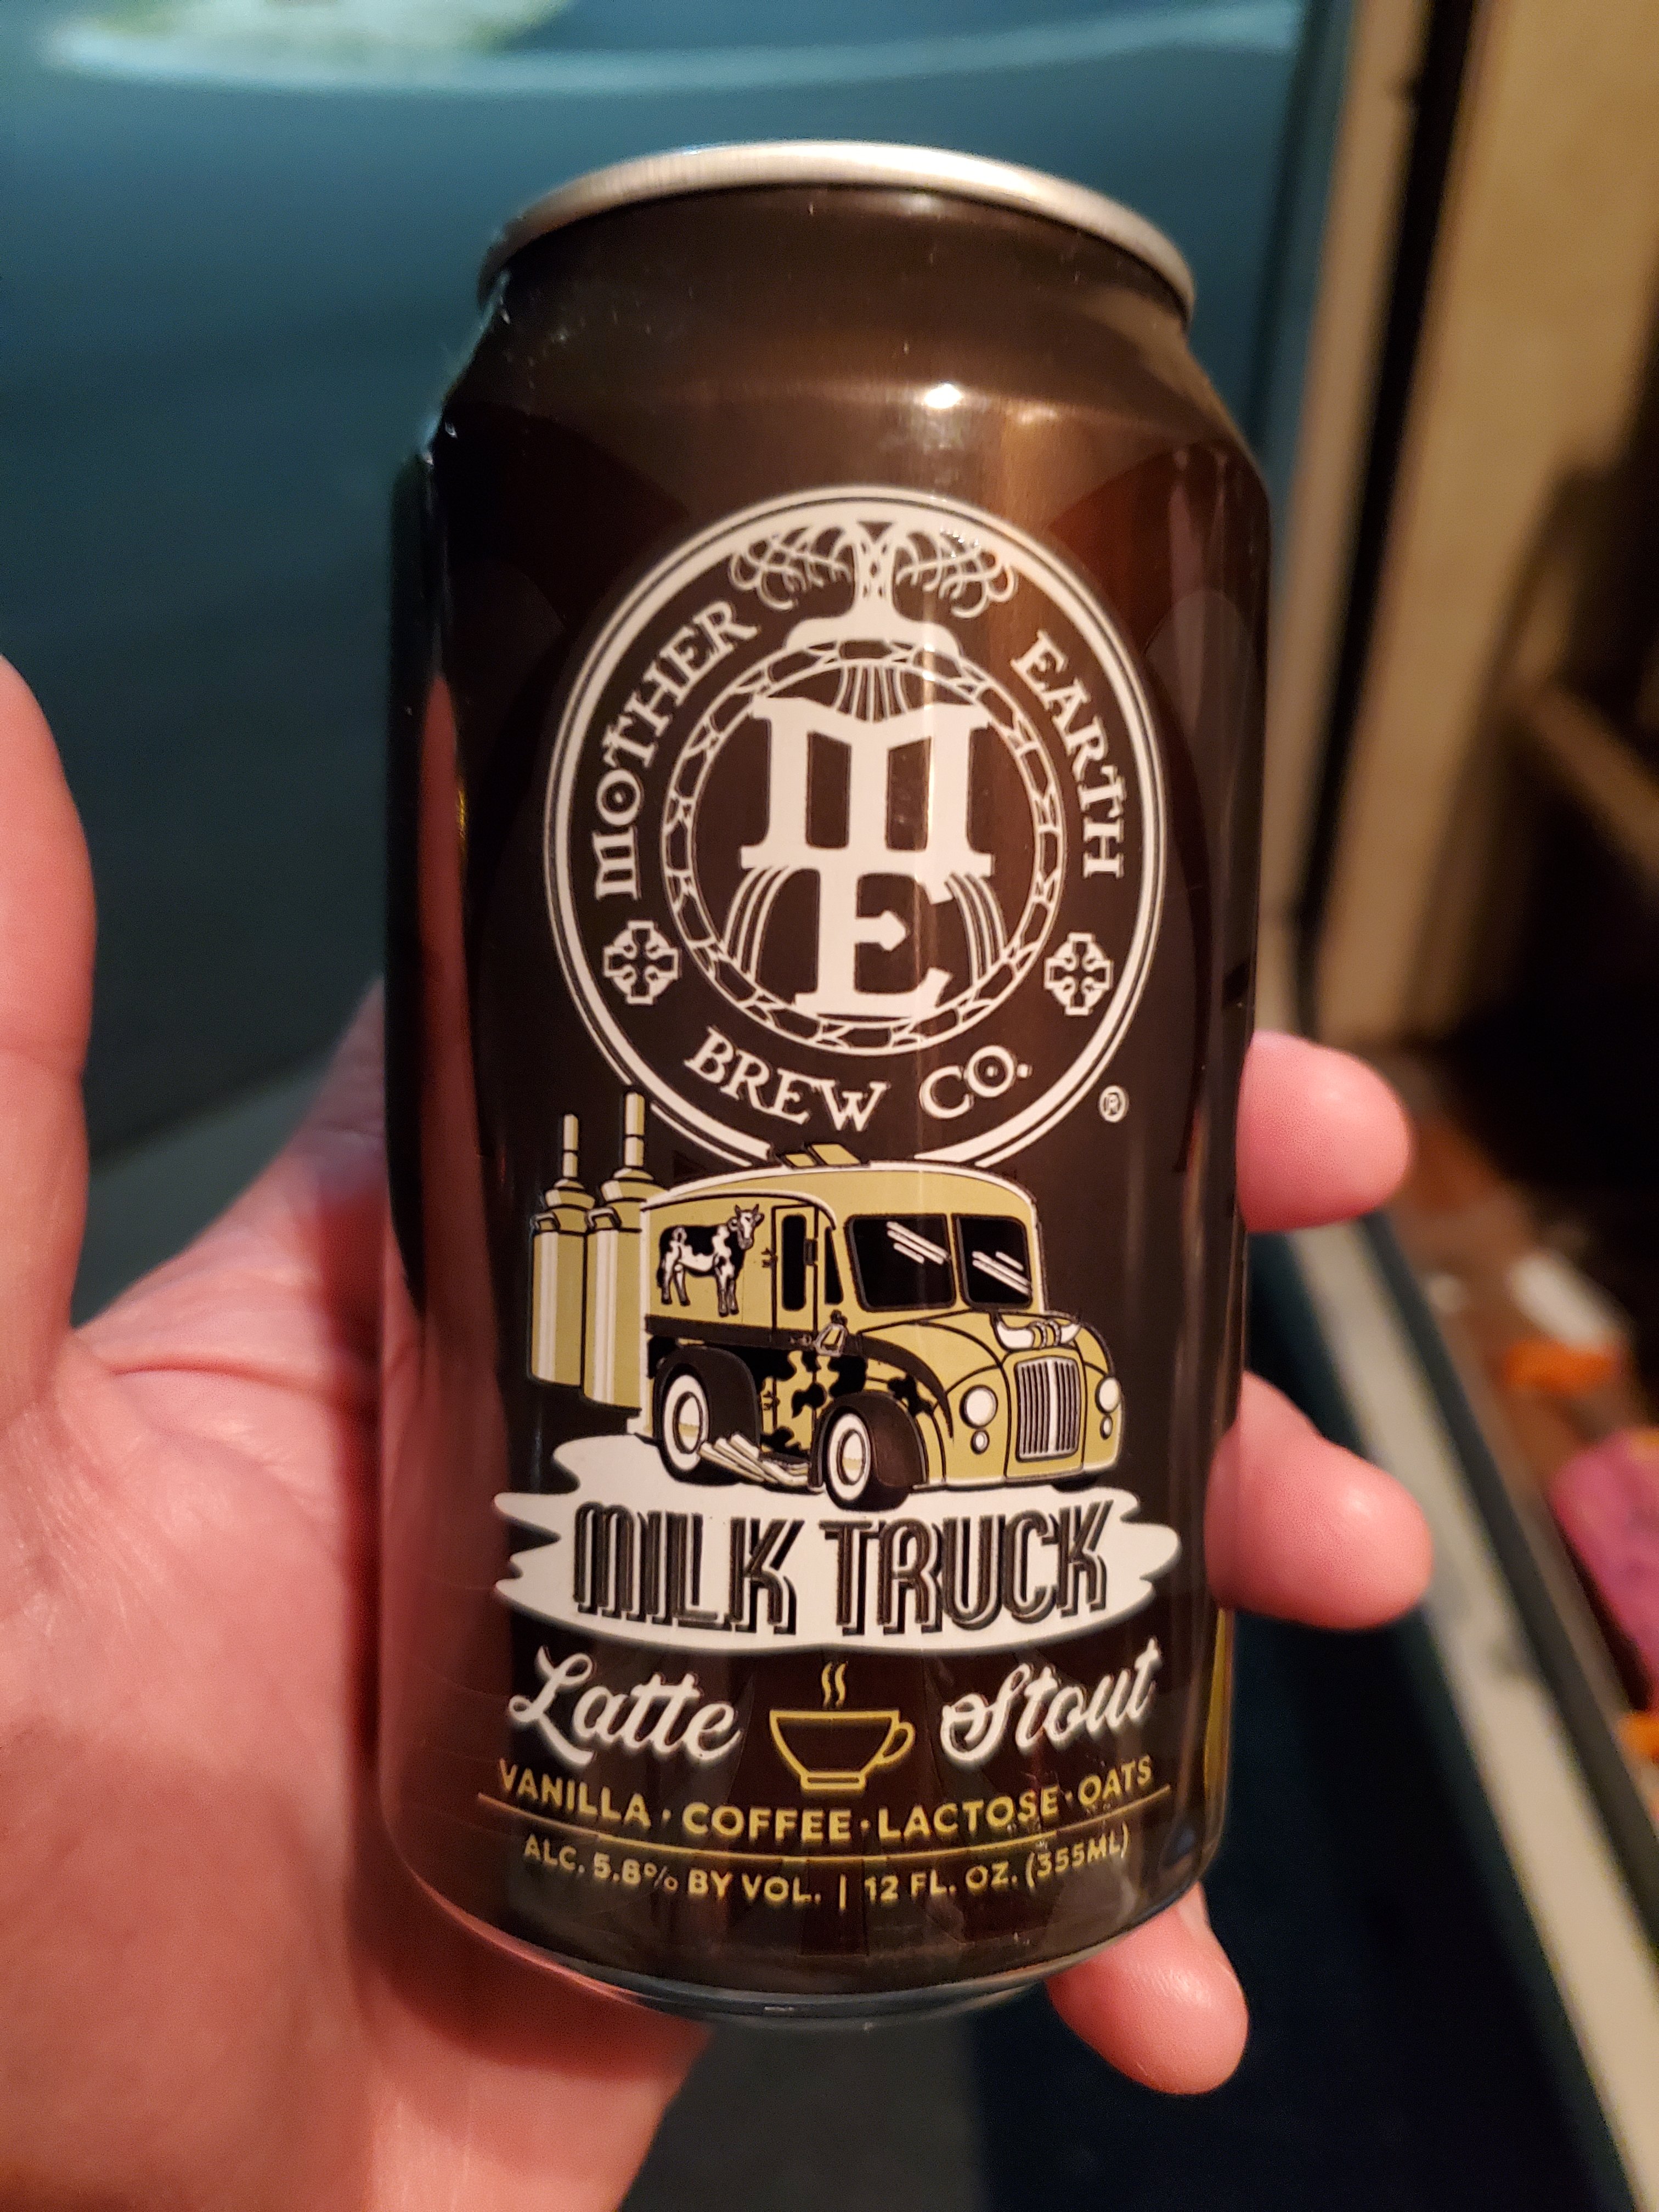 MOTHER EARTH
ME
BREW CO.
®
MILK TRUCK
Latte Stout
VANILLA · COFFEE · LACTOSE · OATS
ALC. 5.8% BY VOL. | 12 FL. OZ. (355ML)